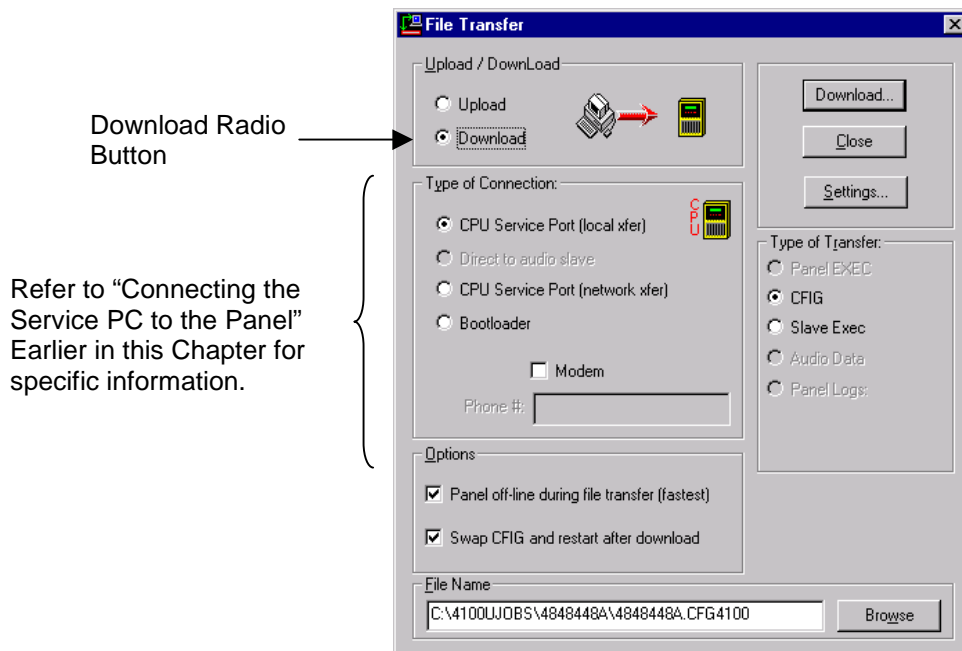 File Transfer
Upload / DownLoad
Upload
Download
Download Radio
Button
Download...
Close
Settings...
Type of Connection:
CPU
CPU Service Port (local xfer)
Direct to audio slave
CPU Service Port (network xfer)
Bootloader
Modem
Phone #:
Refer to “Connecting the
Service PC to the Panel”
Earlier in this Chapter for
specific information.
Type of Transfer:
Panel EXEC
CFIG
Slave Exec
Audio Data
Panel Logs:
Options
Panel off-line during file transfer (fastest)
Swap CFIG and restart after download
File Name
C:\4100UJOBS\4848448A\4848448A.CFG4100
Browse